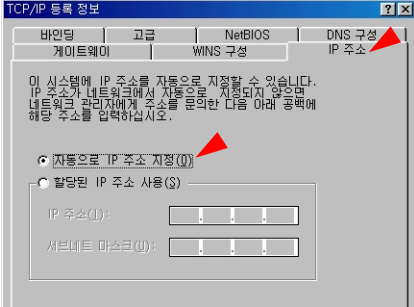 TCP/IP 등록 정보
바인딩 고급 NetBIOS DNS 구성
게이트웨이 WINS 구성 IP 주소
이 시스템에 IP 주소를 자동으로 지정할 수 있습니다.
IP 주소가 네트워크에서 자동으로 지정되지 않으면
네트워크 관리자에게 주소를 문의한 다음 아래 공백에
해당 주소를 입력하십시오.
자동으로 IP 주소 지정(O)
할당된 IP 주소 사용(S)
IP 주소(I):
서브네트 마스크(U):